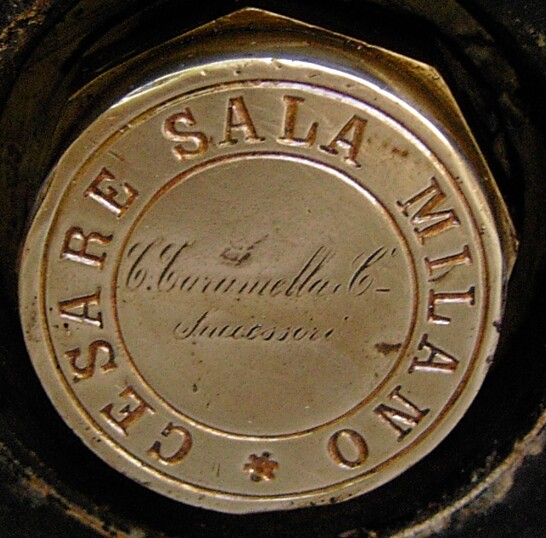 CESARE SALA MILANO
C. Caramella & C°
Successori